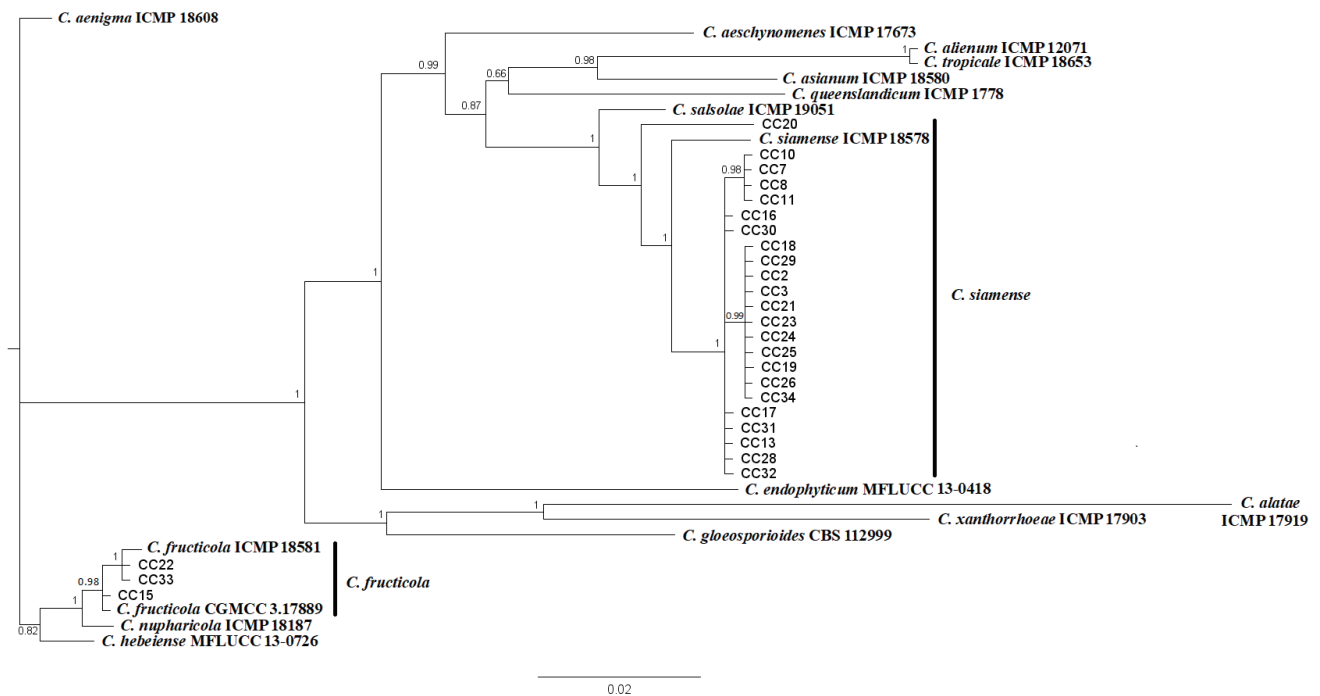 C. aenigma ICMP 18608
C. aeschynomenes ICMP 17673
0.99
1
C. alienum ICMP 12071
C. tropicale ICMP 18653
0.98
0.66
C. asianum ICMP 18580
C. queenslandicum ICMP 1778
0.87
C. salsolae ICMP 19051
1
CC20
C. siamense ICMP 18578
1
CC10
0.98
CC7
CC8
CC11
CC16
CC30
1
CC18
CC29
CC2
1
CC3
C. siamense
CC21
0.99
CC23
CC24
1
CC25
CC19
CC26
CC34
1
CC17
CC31
CC13
CC28
CC32
C. endophyticum MFLUCC 13-0418
1
C. alatae
ICMP 17919
1
C. xanthorrhoeae ICMP 17903
C. gloeosporioides CBS 112999
C. fructicola ICMP 18581
1
CC22
0.98
CC33
C. fructicola
1
CC15
C. fructicola CGMCC 3.17889
0.82
C. nupharicola ICMP 18187
C. hebeiense MFLUCC 13-0726
0.02